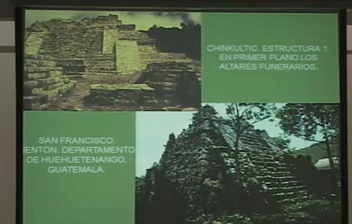 CHINKULTIC. ESTRUCTURA 1.
EN PRIMER PLANO LOS
ALTARES FUNERARIOS.
SAN FRANCISCO.
ENTON. DEPARTAMENTO
DE HUEHUETENANGO,
GUATEMALA.